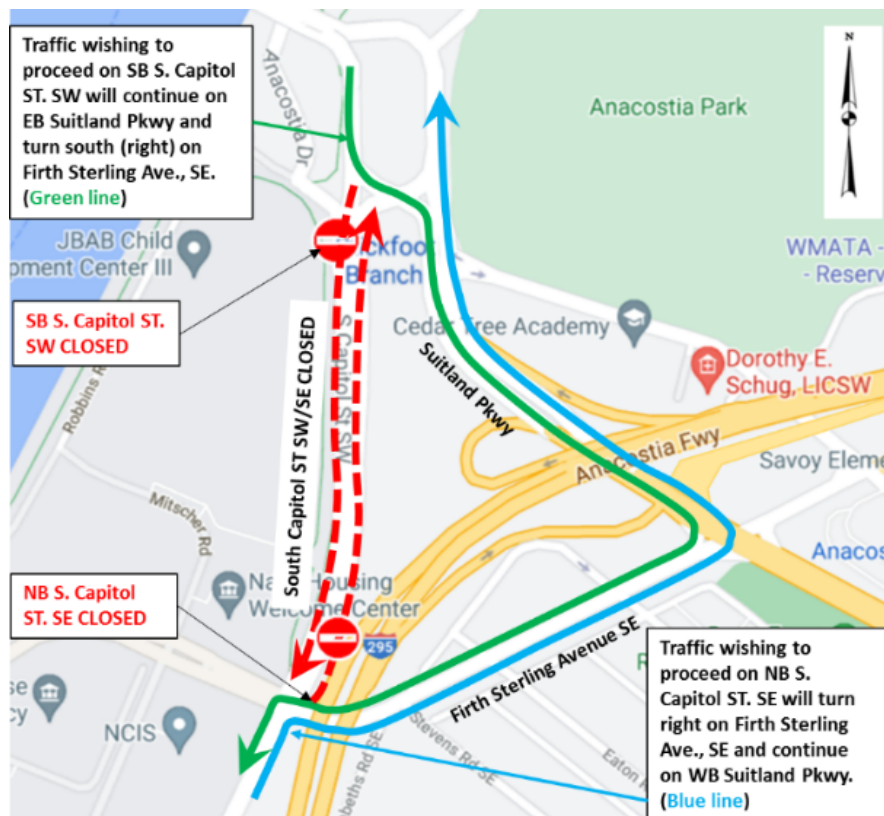 Traffic wishing to
proceed on SB S. Capitol
ST. SW will continue on
EB Suitland Pkwy and
turn south (right) on
Firth Sterling Ave., SE.
(Green line)
Anacostia Dr
N
Anacostia Park
JBAB Child
opment Center III
Branch
WMATA -
- Reserv
SB S. Capitol ST.
SW CLOSED
South Capitol ST SW/SE CLOSED
S Capitol St SW
Cedar Tree Academy
Suitland Pkwy
Dorothy E.
Schug, LICSW
Robbins Rd
Anacostia Fwy
Savoy Eleme
Mitscher Rd
Anacos
NB S. Capitol
ST. SE CLOSED
Housing
Welcome Center
295
Firth Sterling Avenue SE
NCIS
Stevens Rd SE
Eaton
Traffic wishing to
proceed on NB S.
Capitol ST. SE will turn
right on Firth Sterling
Ave., SE and continue
on WB Suitland Pkwy.
(Blue line)